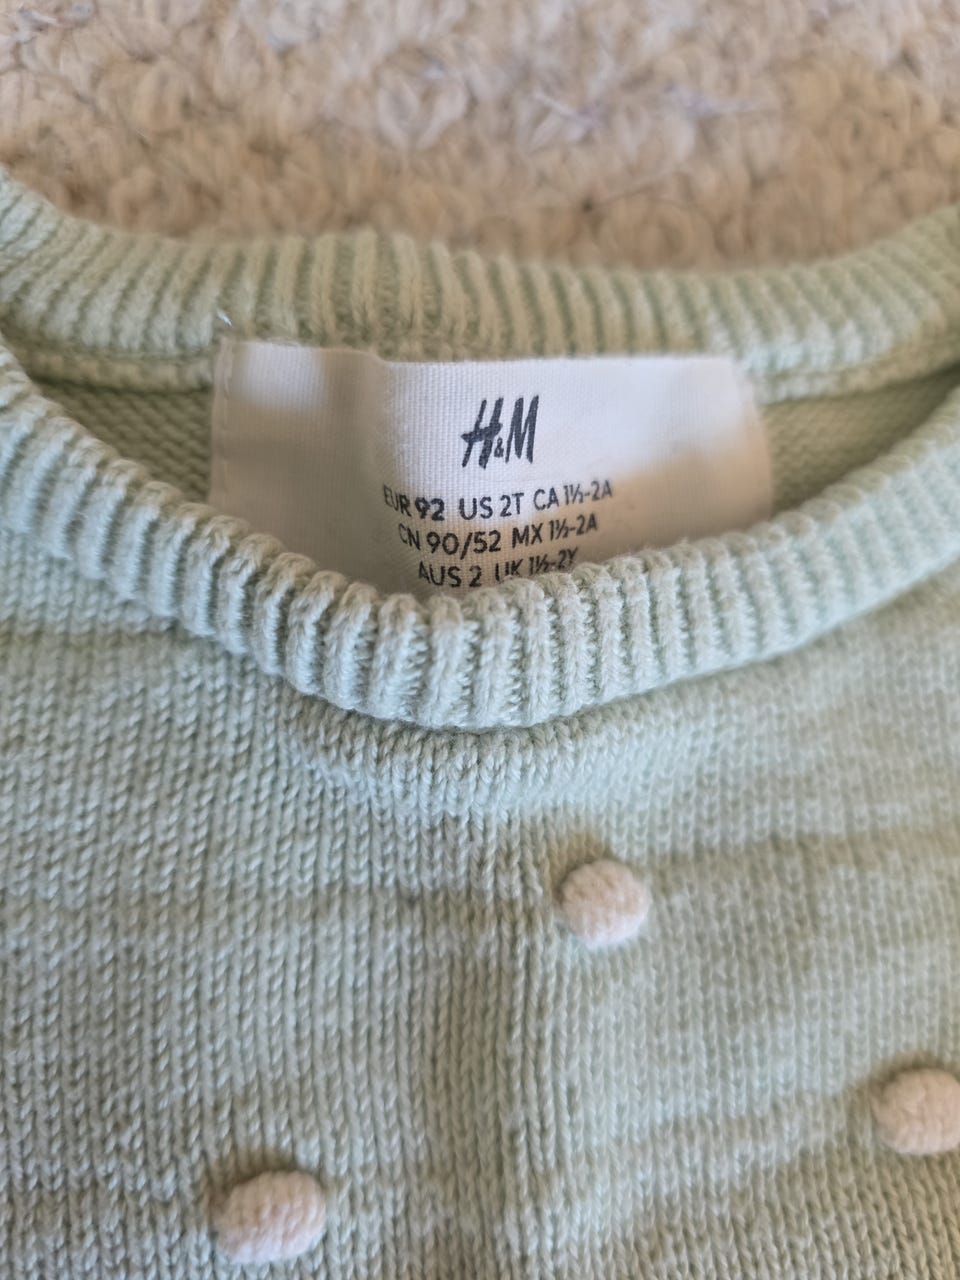 H&M
EUR 92 US 2T CA 1½-2A
CN 90/52 MX 1½-2A
AUS 2 UK 1½-2Y